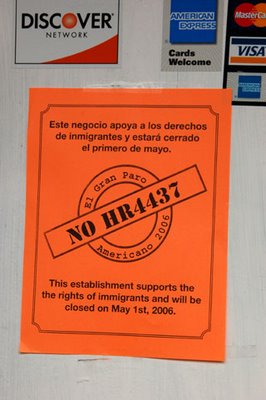 DISCOVER
NETWORK
AMERICAN
EXPRESS
Cards
Welcome
MasterCard
VISA
AMERICAN
EXPRESS
Este negocio apoya a los derechos
de inmigrantes y estará cerrado
el primero de mayo.
El Gran Paro
NO HR4437
Americano 2006
This establishment supports the
the rights of immigrants and will be
closed on May 1st, 2006.